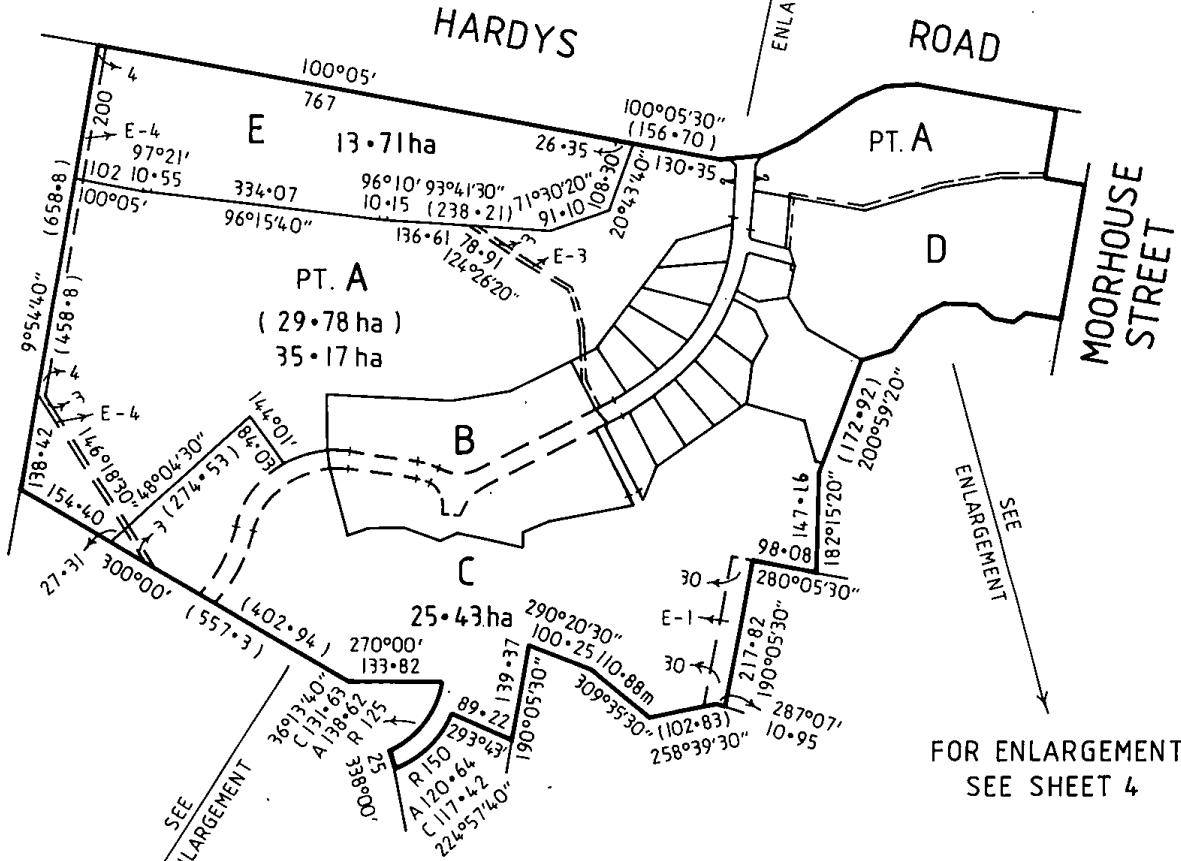 HARDYS
ROAD
ENLA
100°05'
767
4
200
E-4
97°21'
102 10·55
100°05'
E
13·71ha
334·07
96°15'40"
96°10' 93°41'30"
10·15 (238·21)
136·61
78·91
124°26'20"
3
E-3
26·35
71°30'20"
91·10
108·30
20°43'40"
100°05'30"
(156·70)
130·35
PT. A
D
MOORHOUSE
STREET
(658·8)
9°54'40"
(458·8)
PT. A
(29·78 ha)
35·17 ha
4
3
E-4
146°18'30"
138·42
154·40
27·31
48°04'30"
(274·53)
3
144°01'
84·03
B
C
25·43 ha
300°00'
(557·3)
(402·94)
270°00'
133·82
36°13'40"
C 131·63
A 138·62
R 125
25
338°00'
89·22
293°43'
R 150
A 120·64
C 117·42
224°57'40"
139·37
190°05'30"
290°20'30"
100·25
110·88m
309°35'30"
(102·83)
258°39'30"
287°07'
10·95
30
E-1
30
217·82
190°05'30"
98·08
280°05'30"
147·16
182°15'20"
(172·92)
200°59'20"
SEE
ENLARGEMENT
SEE
ENLARGEMENT
FOR ENLARGEMENT
SEE SHEET 4